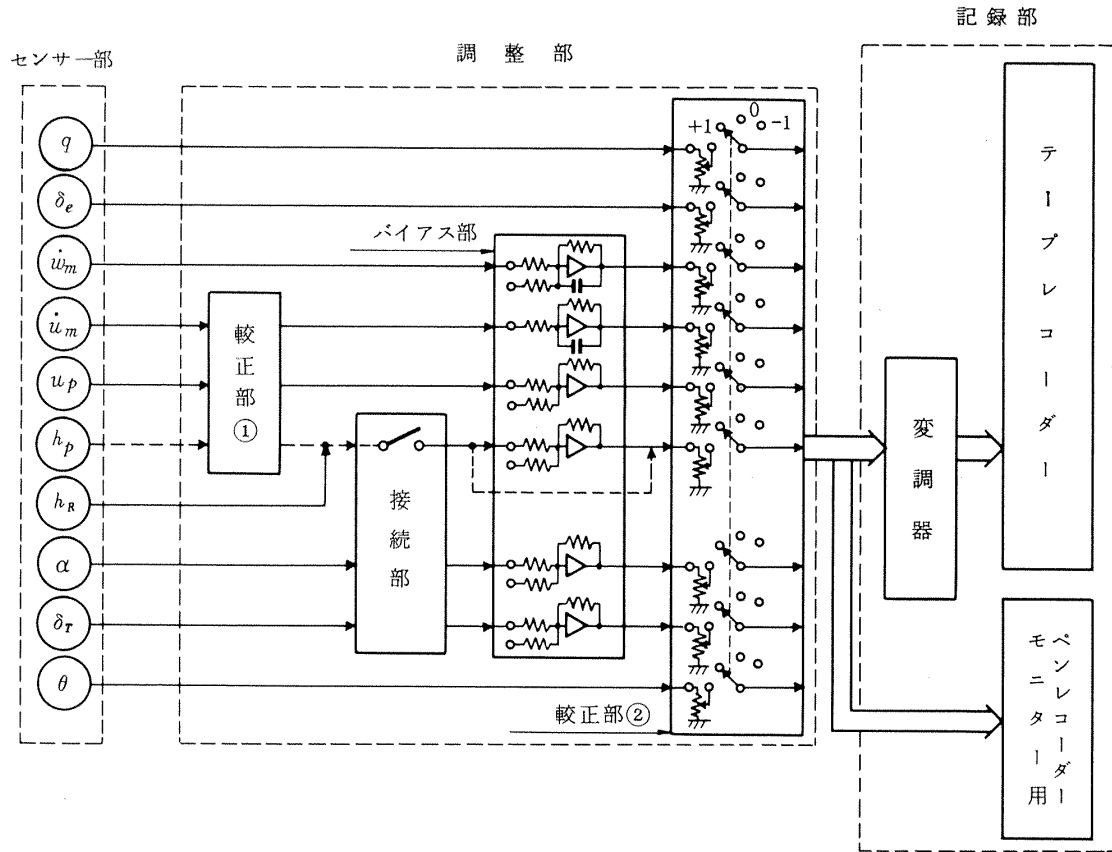 記録部
センサー部
調整部
q
δe
ẇm
u̇m
up
hp
hR
α
δT
θ
較正部①
接続部
バイアス部
+1
0
-1
較正部②
変調器
テープレコーダー
ペンレコーダー
モニター用